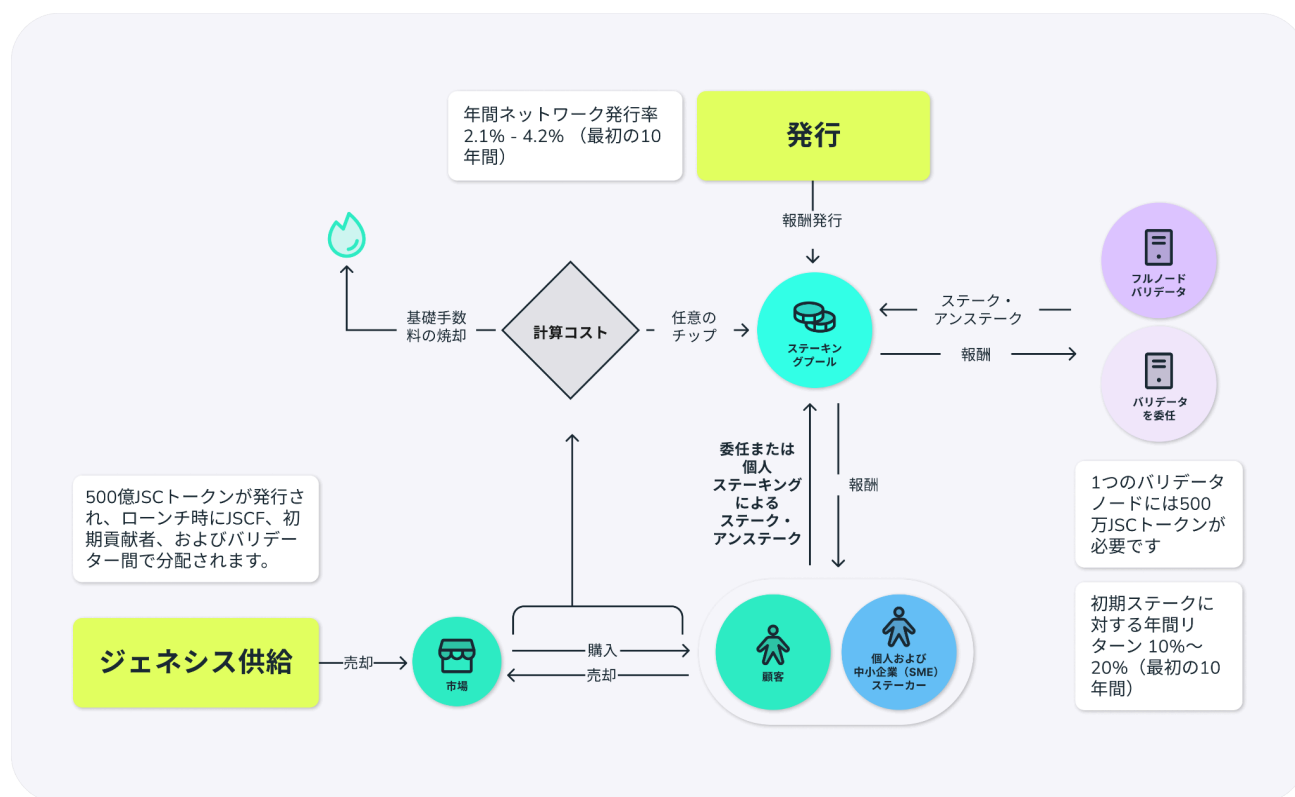 年間ネットワーク発行率
2.1% - 4.2% （最初の10
年間）
発行
報酬発行
フルノード
バリデータ
ステーク・
アンステーク
基礎手数
料の焼却
計算コスト
任意の
チップ
ステーキン
グプール
報酬
バリデータ
を委任
委任または
個人
ステーキング
による
ステーク・
アンステーク
報酬
500億JSCトークンが発行さ
れ、ローンチ時にJSCF、初
期貢献者、およびバリデー
ター間で分配されます。
1つのバリデータ
ノードには500
万JSCトークンが
必要です
初期ステークに
対する年間リ
ターン 10%〜
20%（最初の10
年間）
ジェネシス供給
売却
市場
購入
売却
顧客
個人および
中小企業（SME）
ステーカー